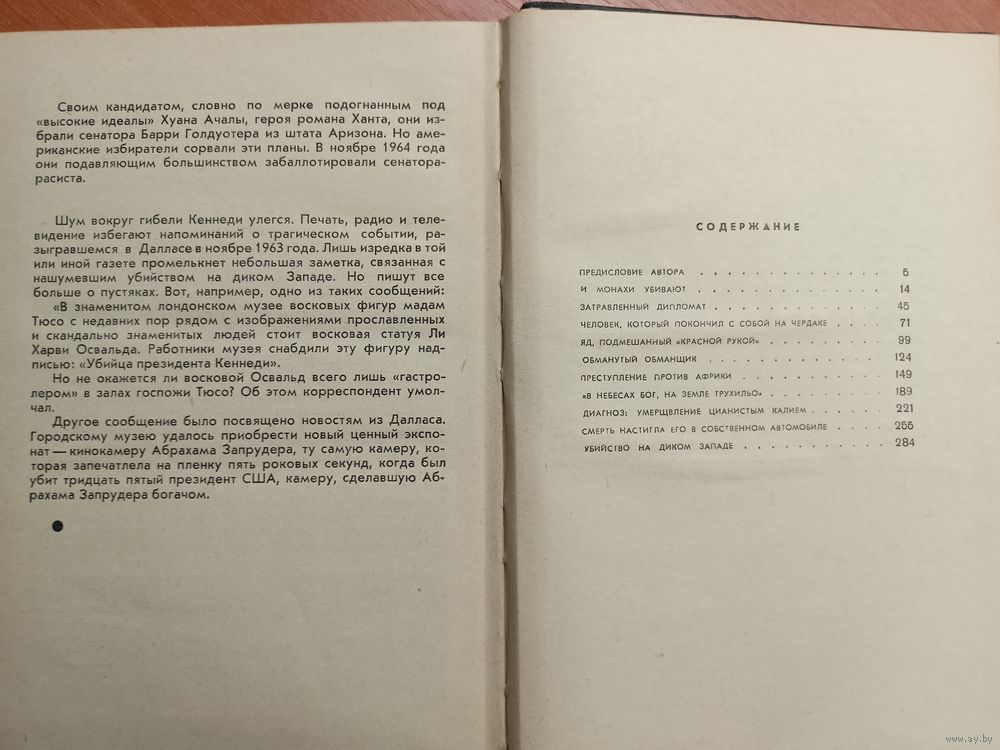 Своим кандидатом, словно по мерке подогнанным под
«высокие идеалы» Хуана Ачалы, героя романа Ханта, они из-
брали сенатора Барри Голдуотера из штата Аризона. Но аме-
риканские избиратели сорвали эти планы. В ноябре 1964 года
они подавляющим большинством забаллотировали сенатора-
расиста.
Шум вокруг гибели Кеннеди улегся. Печать, радио и теле-
видение избегают напоминаний о трагическом событии, ра-
зыгравшемся в Далласе в ноябре 1963 года. Лишь изредка в той
или иной газете промелькнет небольшая заметка, связанная с
нашумевшим убийством на диком Западе. Но пишут все
больше о пустяках. Вот, например, одно из таких сообщений:
«В знаменитом лондонском музее восковых фигур мадам
Тюсо с недавних пор рядом с изображениями прославленных
и скандально знаменитых людей стоит восковая статуя Ли
Харви Освальда. Работники музея снабдили эту фигуру над-
писью: «Убийца президента Кеннеди».
Но не окажется ли восковой Освальд всего лишь «гастро-
лером» в залах госпожи Тюсо? Об этом корреспондент умол-
чал.
Другое сообщение было посвящено новостям из Далласа.
Городскому музею удалось приобрести новый ценный экспо-
нат — кинокамеру Абрахама Запрудера, ту самую камеру, ко-
торая запечатлела на пленку пять роковых секунд, когда был
убит тридцать пятый президент США, камеру, сделавшую Аб-
рахама Запрудера богачом.
СОДЕРЖАНИЕ
ПРЕДИСЛОВИЕ АВТОРА . . . . . . . . . . . . . 5
И МОНАХИ УБИВАЮТ . . . . . . . . . . . . . 14
ЗАТРАВЛЕННЫЙ ДИПЛОМАТ . . . . . . . . . . . . 45
ЧЕЛОВЕК, КОТОРЫЙ ПОКОНЧИЛ С СОБОЙ НА ЧЕРДАКЕ . . . . 71
ЯД, ПОДМЕШАННЫЙ «КРАСНОЙ РУКОЙ» . . . . . . . . . 99
ОБМАНУТЫЙ ОБМАНЩИК . . . . . . . . . . . . . 124
ПРЕСТУПЛЕНИЕ ПРОТИВ АФРИКИ . . . . . . . . . . . 149
«В НЕБЕСАХ БОГ, НА ЗЕМЛЕ ТРУХИЛЬО» . . . . . . . . . 189
ДИАГНОЗ: УМЕРЩВЛЕНИЕ ЦИАНИСТЫМ КАЛИЕМ . . . . . . 221
СМЕРТЬ НАСТИГЛА ЕГО В СОБСТВЕННОМ АВТОМОБИЛЕ . . . . 255
УБИЙСТВО НА ДИКОМ ЗАПАДЕ . . . . . . . . . . . 284
www.ay.by